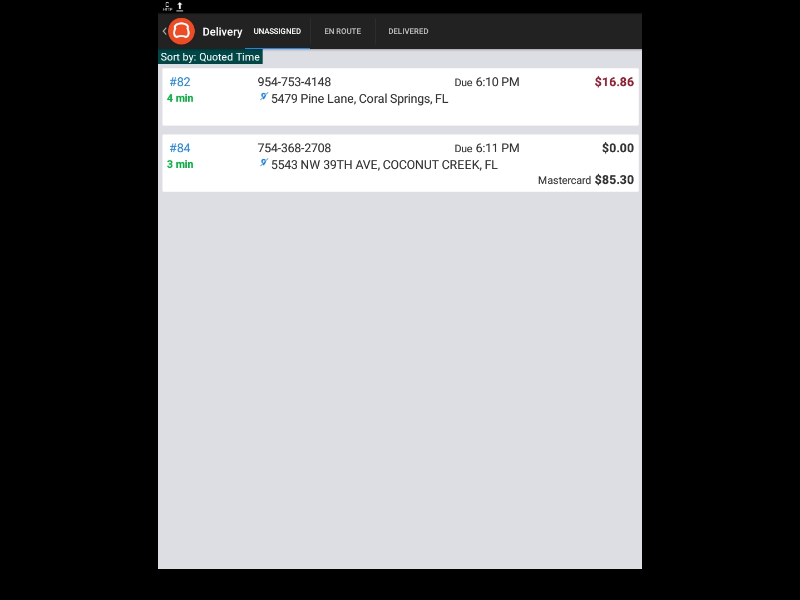 Delivery
UNASSIGNED
EN ROUTE
DELIVERED
Sort by: Quoted Time
#82
954-753-4148
Due 6:10 PM
$16.86
4 min
5479 Pine Lane, Coral Springs, FL
#84
754-368-2708
Due 6:11 PM
$0.00
3 min
5543 NW 39TH AVE, COCONUT CREEK, FL
Mastercard $85.30